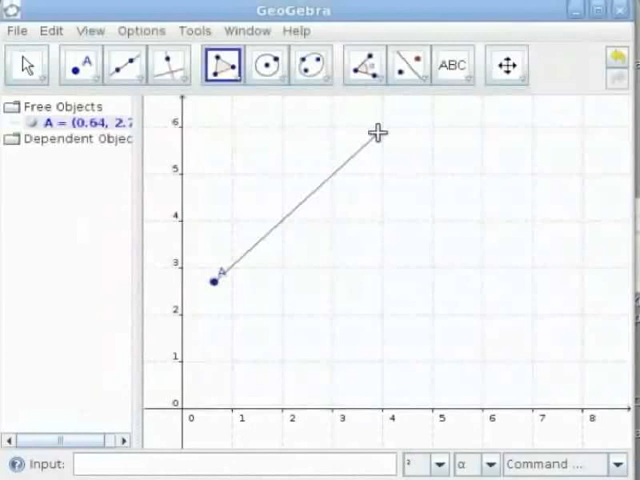 GeoGebra
File Edit View Options Tools Window Help
A ABC
Free Objects
A = (0.64, 2.7
Dependent Objec
6
5
4
3
2
1
0
A
0 1 2 3 4 5 6 7 8
Input: ² α Command ...